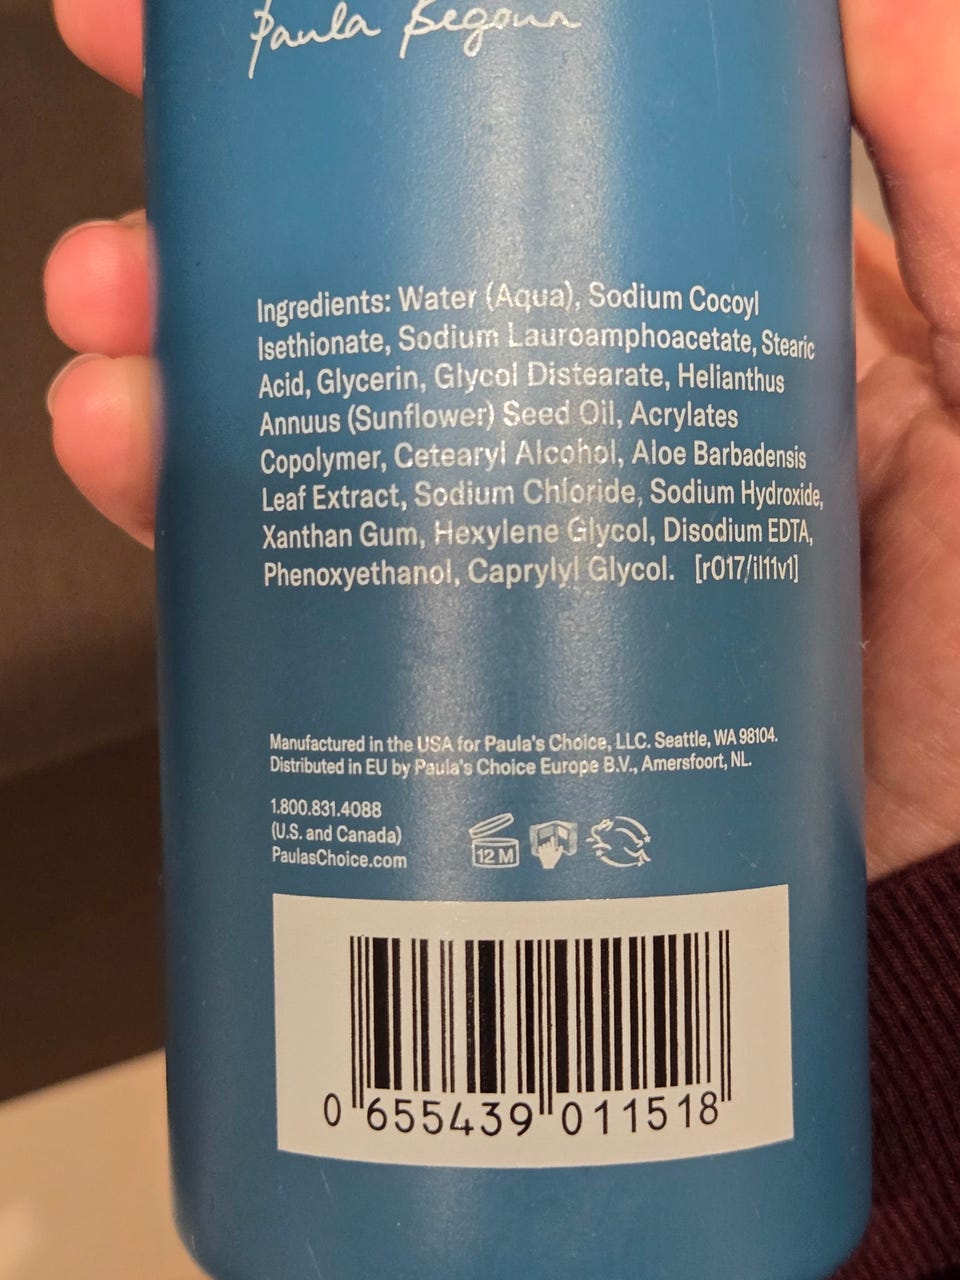 Paula Begoun
Ingredients: Water (Aqua), Sodium Cocoyl
Isethionate, Sodium Lauroamphoacetate, Stearic
Acid, Glycerin, Glycol Distearate, Helianthus
Annuus (Sunflower) Seed Oil, Acrylates
Copolymer, Cetearyl Alcohol, Aloe Barbadensis
Leaf Extract, Sodium Chloride, Sodium Hydroxide,
Xanthan Gum, Hexylene Glycol, Disodium EDTA,
Phenoxyethanol, Caprylyl Glycol. [r017/il11v1]
Manufactured in the USA for Paula's Choice, LLC. Seattle, WA 98104.
Distributed in EU by Paula's Choice Europe B.V., Amersfoort, NL.
1.800.831.4088
(U.S. and Canada)
PaulasChoice.com
12 M
0 655439 011518